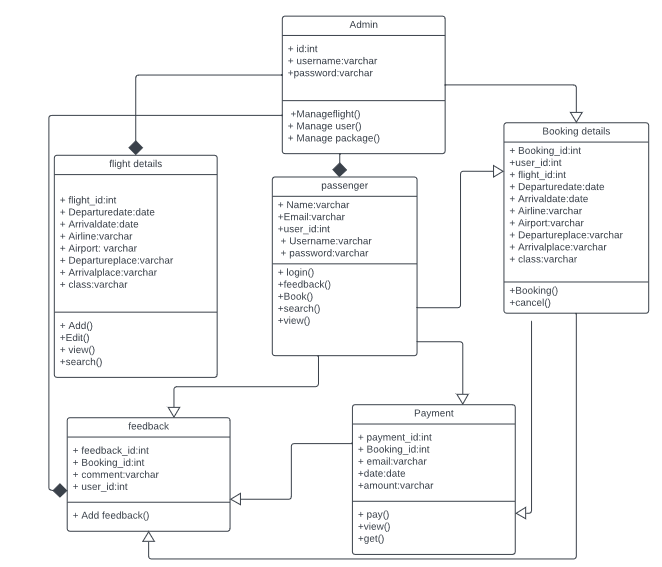 Admin
+ id:int
+ username:varchar
+password:varchar
+Manageflight()
+ Manage user()
+ Manage package()
flight details
+ flight_id:int
+ Departuredate:date
+ Arrivaldate:date
+ Airline:varchar
+ Airport: varchar
+ Departureplace:varchar
+ Arrivalplace:varchar
+ class:varchar
+ Add()
+Edit()
+ view()
+search()
passenger
+ Name:varchar
+Email:varchar
+user_id:int
+ Username:varchar
+ password:varchar
+ login()
+feedback()
+Book()
+search()
+view()
Booking details
+ Booking_id:int
+user_id:int
+ flight_id:int
+ Departuredate:date
+ Arrivaldate:date
+ Airline:varchar
+ Airport:varchar
+ Departureplace:varchar
+ Arrivalplace:varchar
+ class:varchar
+Booking()
+cancel()
feedback
+ feedback_id:int
+ Booking_id:int
+ comment:varchar
+ user_id:int
+ Add feedback()
Payment
+ payment_id:int
+ Booking_id:int
+ email:varchar
+date:date
+amount:varchar
+ pay()
+view()
+get()